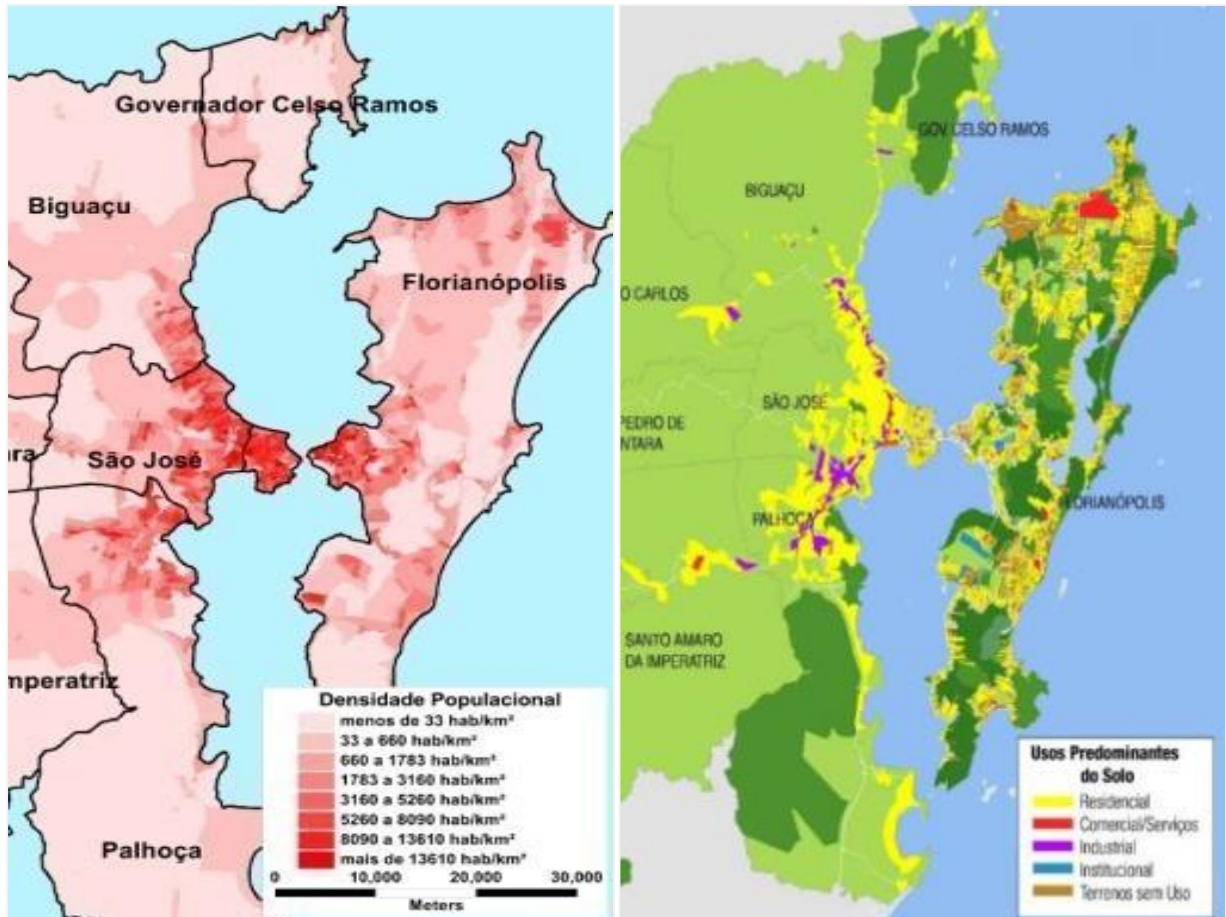 Governador Celso Ramos
Biguaçu
Florianópolis
ara
São José
mperatriz
Palhoça
Densidade Populacional
menos de 33 hab/km²
33 a 660 hab/km²
660 a 1783 hab/km²
1783 a 3160 hab/km²
3160 a 5260 hab/km²
5260 a 8090 hab/km²
8090 a 13610 hab/km²
mais de 13610 hab/km²
0 10,000 20,000 30,000
Meters
GOV. CELSO RAMOS
BIGUAÇU
O CARLOS
SÃO JOSÉ
PEDRO DE
NTARA
FLORIANÓPOLIS
PALHOÇA
SANTO AMARO
DA IMPERATRIZ
Usos Predominantes
do Solo
Residencial
Comercial/Serviços
Industrial
Institucional
Terrenos sem Uso